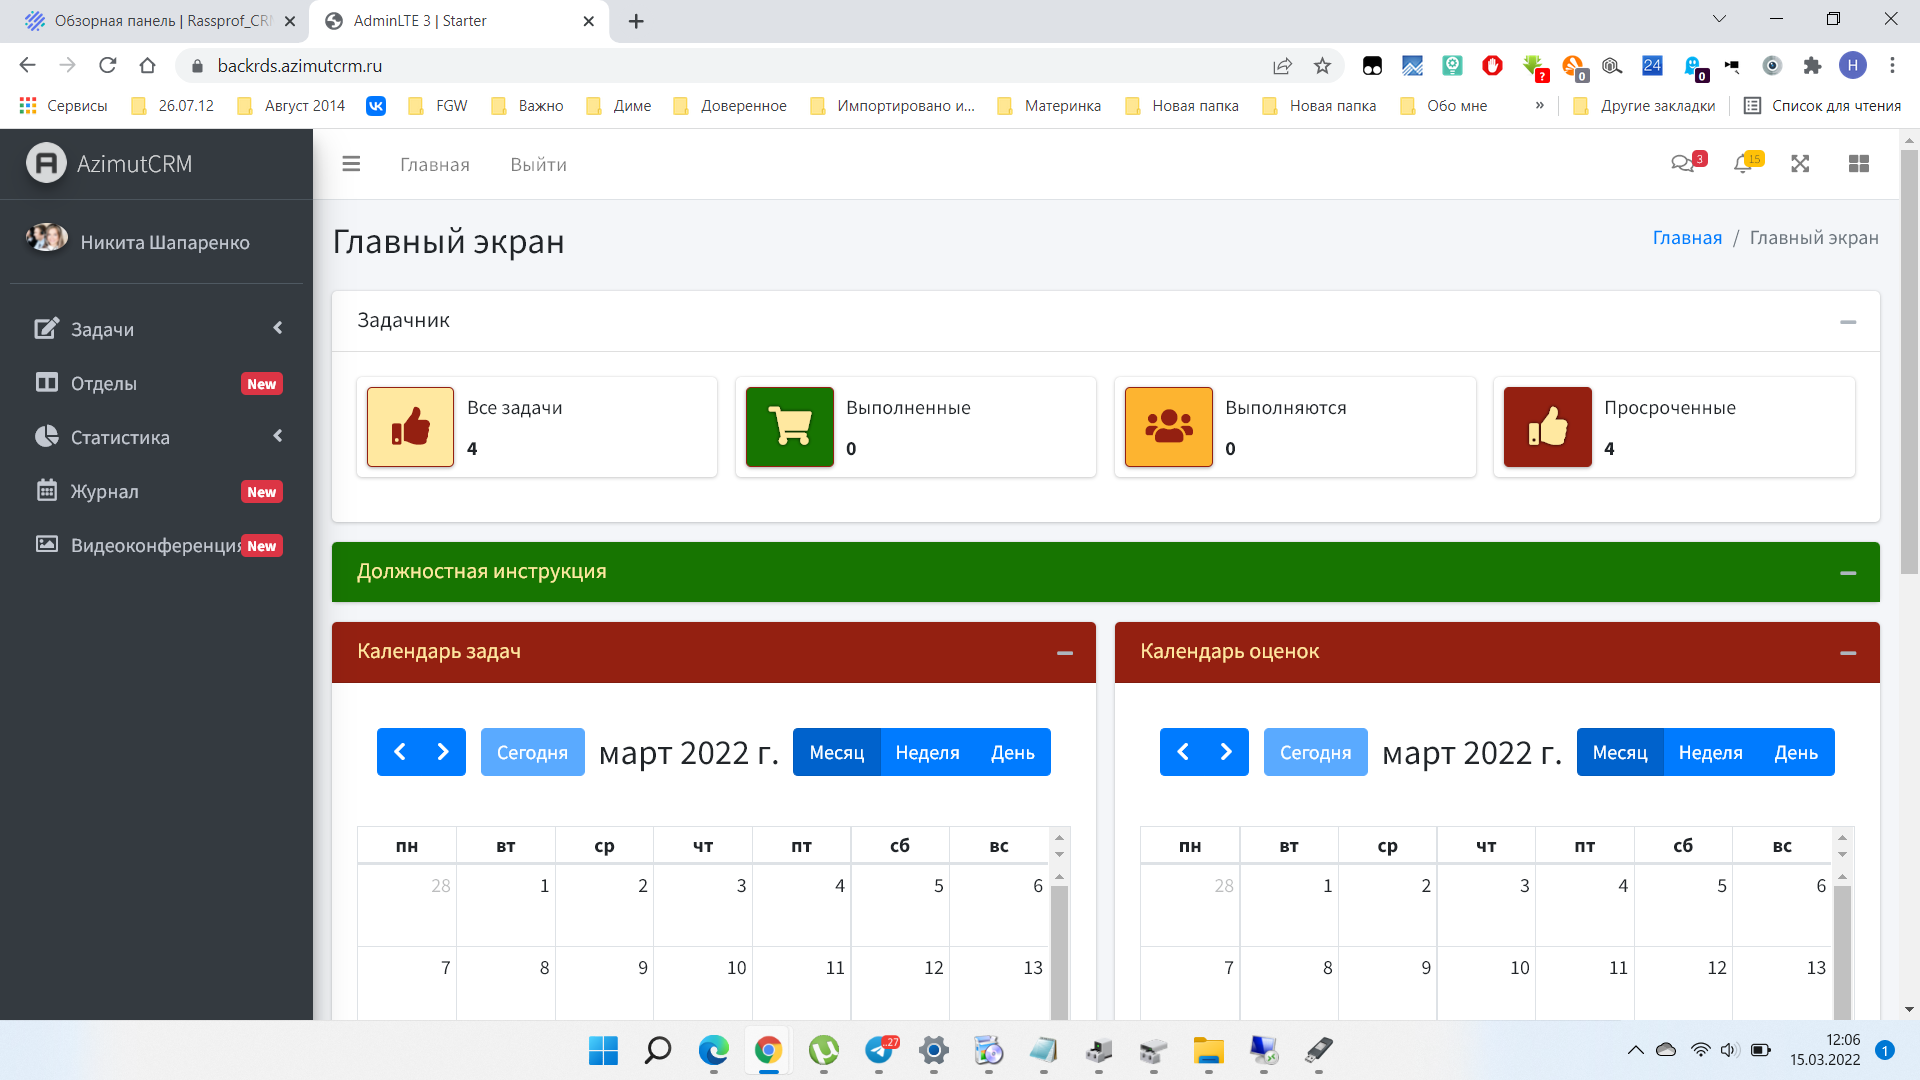 Обзорная панель | Rassprof_CR
AdminLTE 3 | Starter
backrds.azimutcrm.ru
? 0 24 0 H
Сервисы 26.07.12 Август 2014 FGW Важно Диме Доверенное Импортировано и... Материнка Новая папка Новая папка Обо мне » Другие закладки Список для чтения
AzimutCRM
Главная Выйти
3 15
Никита Шапаренко
Главный экран
Главная / Главный экран
Задачи
Отделы New
Статистика
Журнал New
Видеоконференция New
Задачник
Все задачи
4
Выполненные
0
Выполняются
0
Просроченные
4
Должностная инструкция
Календарь задач
Сегодня март 2022 г. Месяц Неделя День
пн вт ср чт пт сб вс
28 1 2 3 4 5 6
7 8 9 10 11 12 13
Календарь оценок
Сегодня март 2022 г. Месяц Неделя День
пн вт ср чт пт сб вс
28 1 2 3 4 5 6
7 8 9 10 11 12 13
..27
12:06
15.03.2022
1